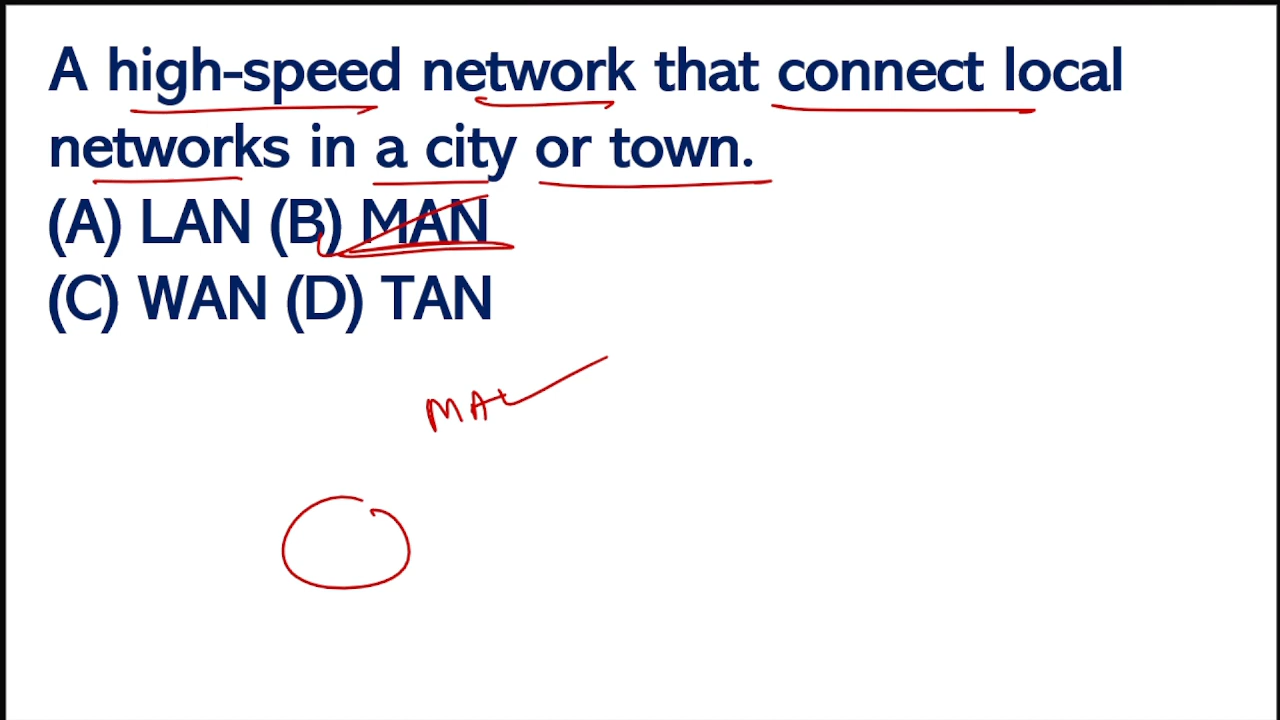 A high-speed network that connect local
networks in a city or town.
(A) LAN (B) MAN
(C) WAN (D) TAN